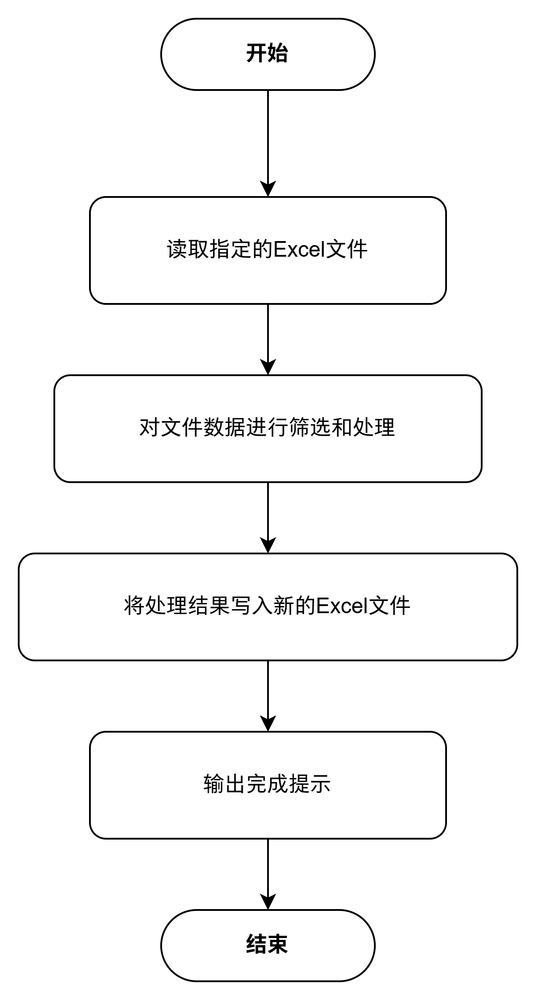 开始
读取指定的Excel文件
对文件数据进行筛选和处理
将处理结果写入新的Excel文件
输出完成提示
结束